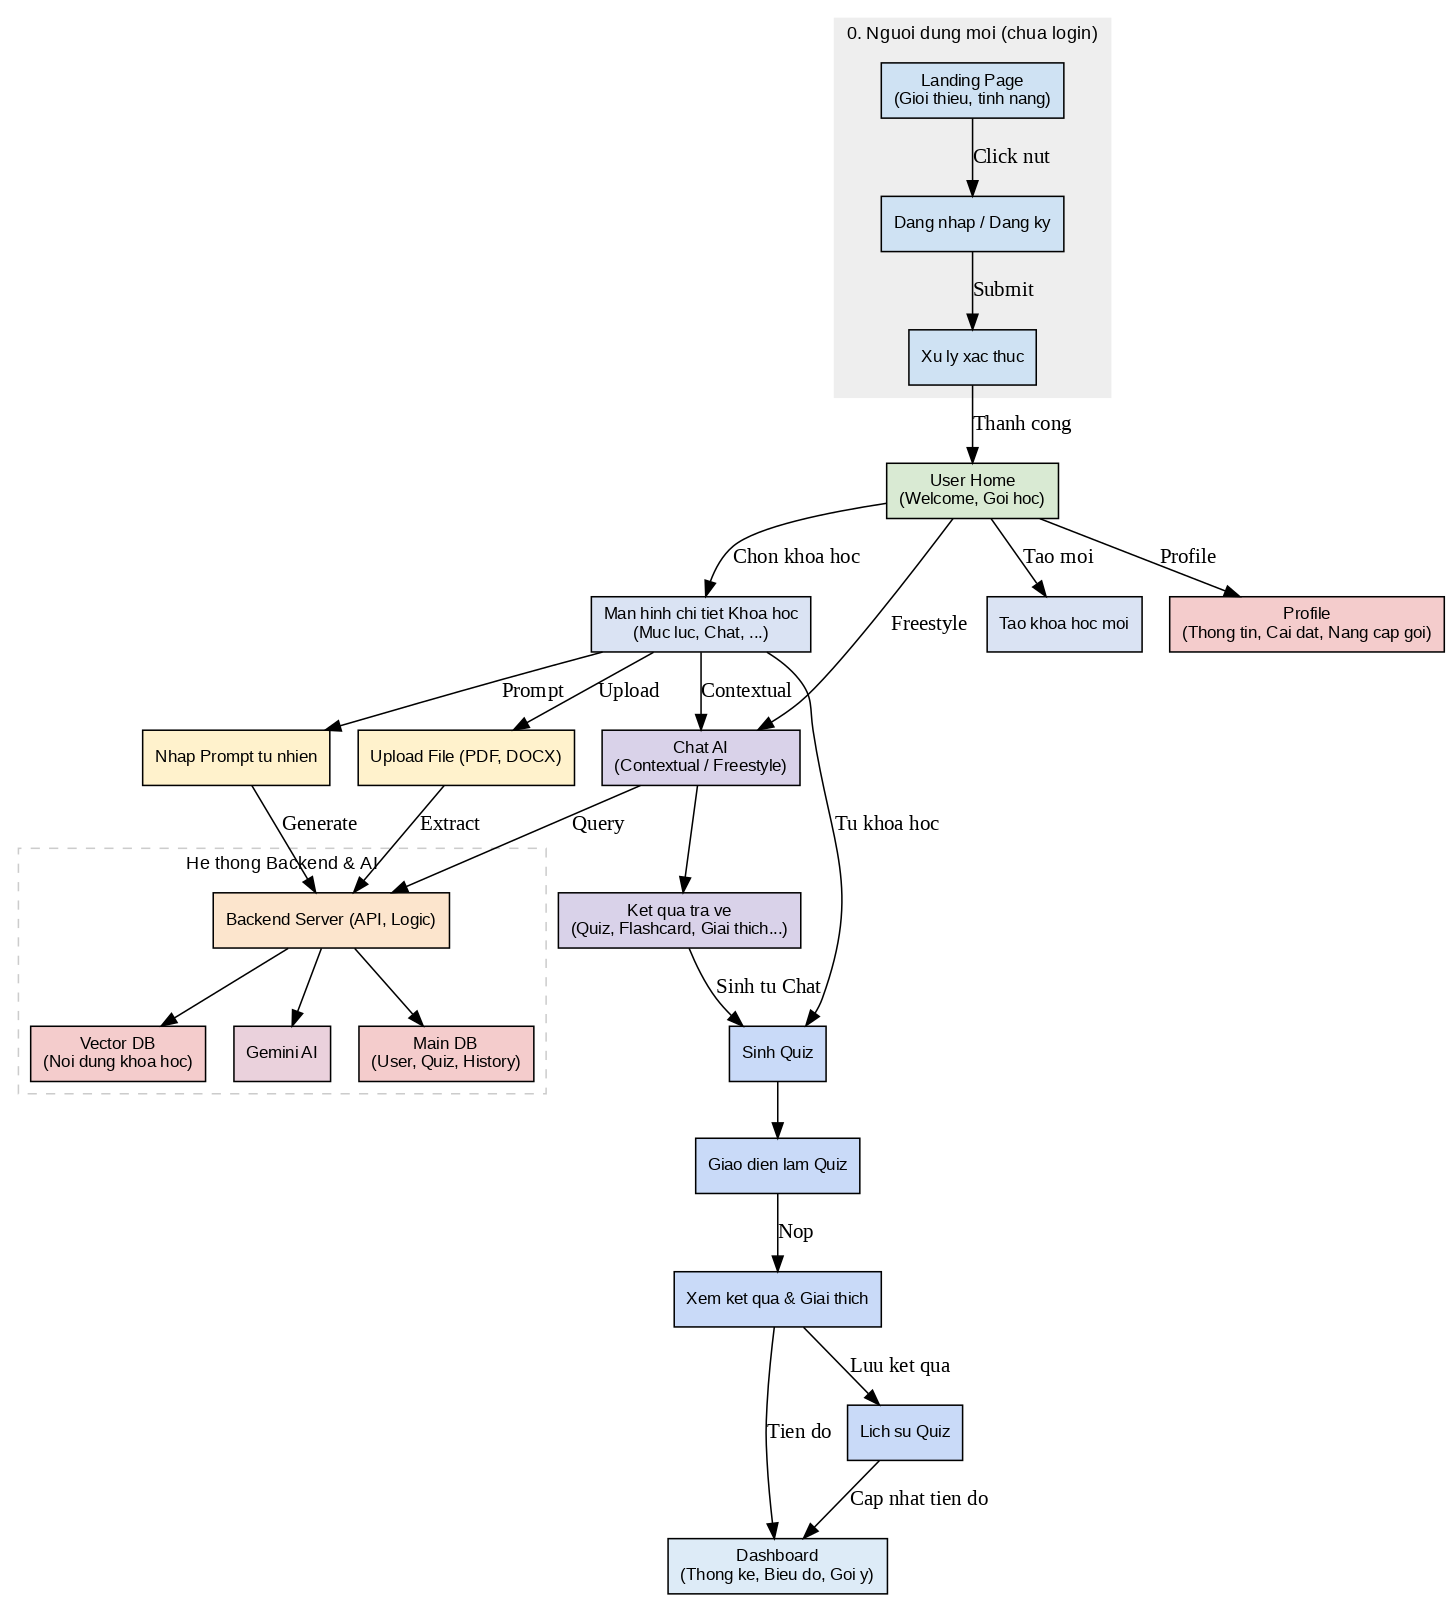 0. Nguoi dung moi (chua login)
Landing Page
(Gioi thieu, tinh nang)
Click nut
Dang nhap / Dang ky
Submit
Xu ly xac thuc
Thanh cong
User Home
(Welcome, Goi hoc)
Chon khoa hoc
Tao moi
Profile
Freestyle
Man hinh chi tiet Khoa hoc
(Muc luc, Chat, ...)
Tao khoa hoc moi
Profile
(Thong tin, Cai dat, Nang cap goi)
Prompt
Upload
Contextual
Nhap Prompt tu nhien
Upload File (PDF, DOCX)
Chat AI
(Contextual / Freestyle)
Generate
Extract
Query
Tu khoa hoc
He thong Backend & AI
Backend Server (API, Logic)
Ket qua tra ve
(Quiz, Flashcard, Giai thich...)
Sinh tu Chat
Vector DB
(Noi dung khoa hoc)
Gemini AI
Main DB
(User, Quiz, History)
Sinh Quiz
Giao dien lam Quiz
Nop
Xem ket qua & Giai thich
Luu ket qua
Tien do
Lich su Quiz
Cap nhat tien do
Dashboard
(Thong ke, Bieu do, Goi y)